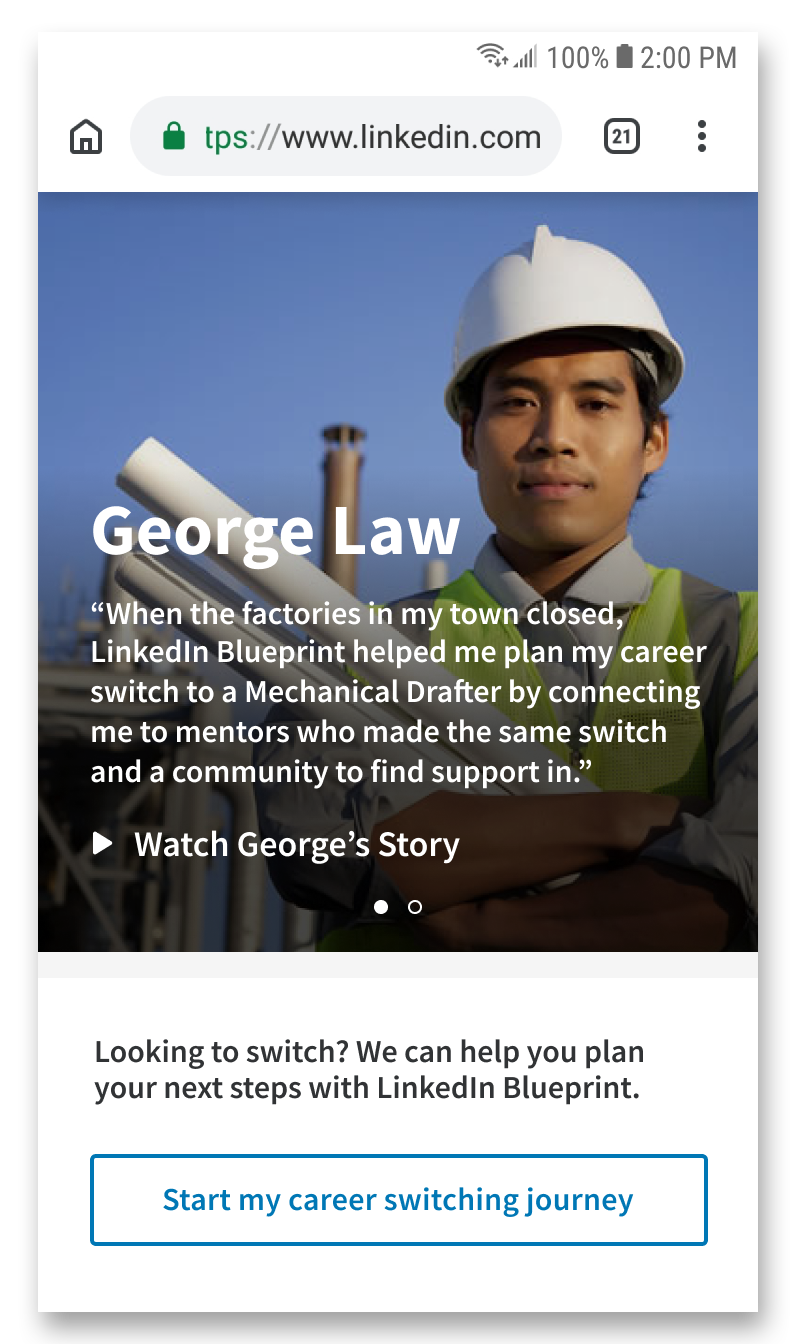 100% 2:00 PM
tps://www.linkedin.com 21
George Law
“When the factories in my town closed,
LinkedIn Blueprint helped me plan my career
switch to a Mechanical Drafter by connecting
me to mentors who made the same switch
and a community to find support in.”
Watch George’s Story
Looking to switch? We can help you plan
your next steps with LinkedIn Blueprint.
Start my career switching journey